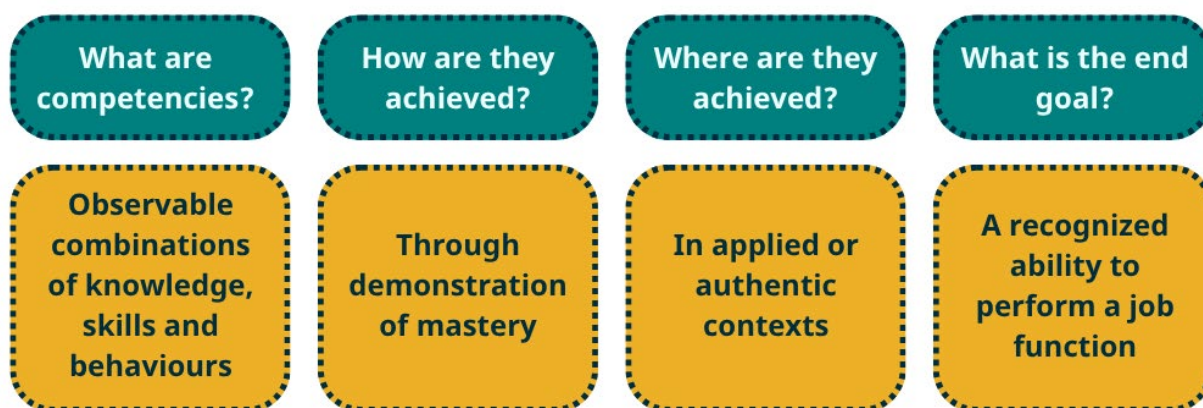 What are
competencies?
How are they
achieved?
Where are they
achieved?
What is the end
goal?
Observable
combinations
of knowledge,
skills and
behaviours
Through
demonstration
of mastery
In applied or
authentic
contexts
A recognized
ability to
perform a job
function